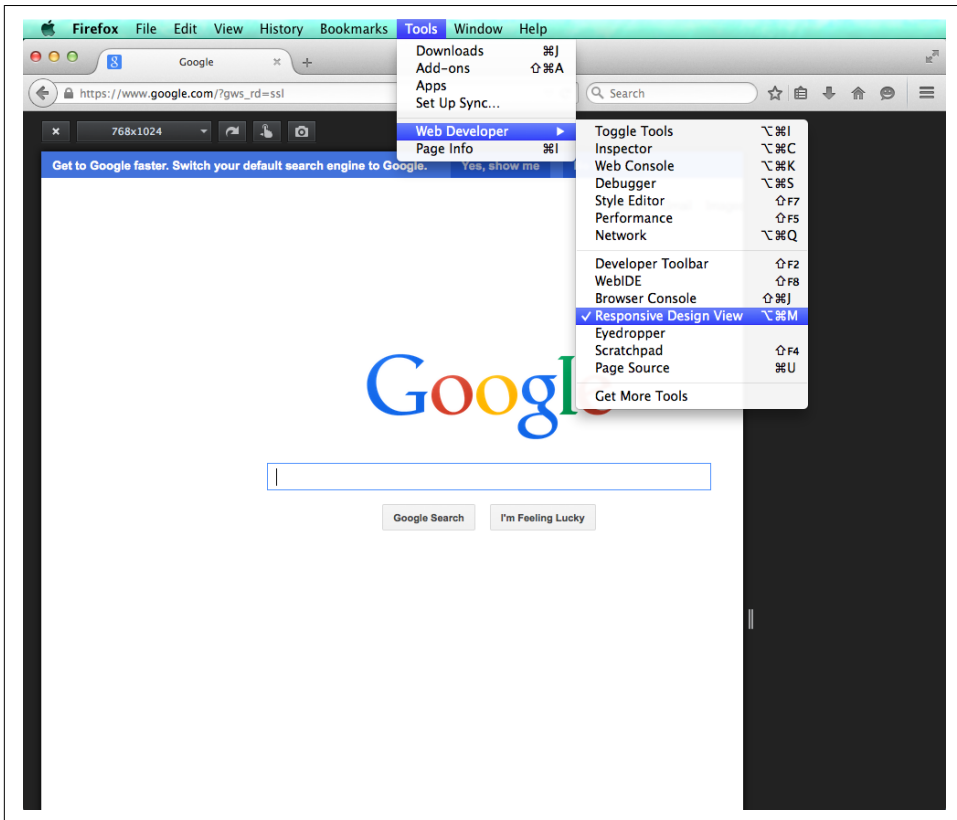 Firefox File Edit View History Bookmarks Tools Window Help
8 Google × +
https://www.google.com/?gws_rd=ssl
Search
Downloads ⌘J
Add-ons ⇧⌘A
Apps
Set Up Sync...
Web Developer ▶
Page Info ⌘I
× 768x1024
Get to Google faster. Switch your default search engine to Google. Yes, show me
Toggle Tools ⌥⌘I
Inspector ⌥⌘C
Web Console ⌥⌘K
Debugger ⌥⌘S
Style Editor ⇧F7
Performance ⇧F5
Network ⌥⌘Q
Developer Toolbar ⇧F2
WebIDE ⇧F8
Browser Console ⇧⌘J
✓ Responsive Design View ⌥⌘M
Eyedropper
Scratchpad ⇧F4
Page Source ⌘U
Get More Tools
Google
Google Search I'm Feeling Lucky